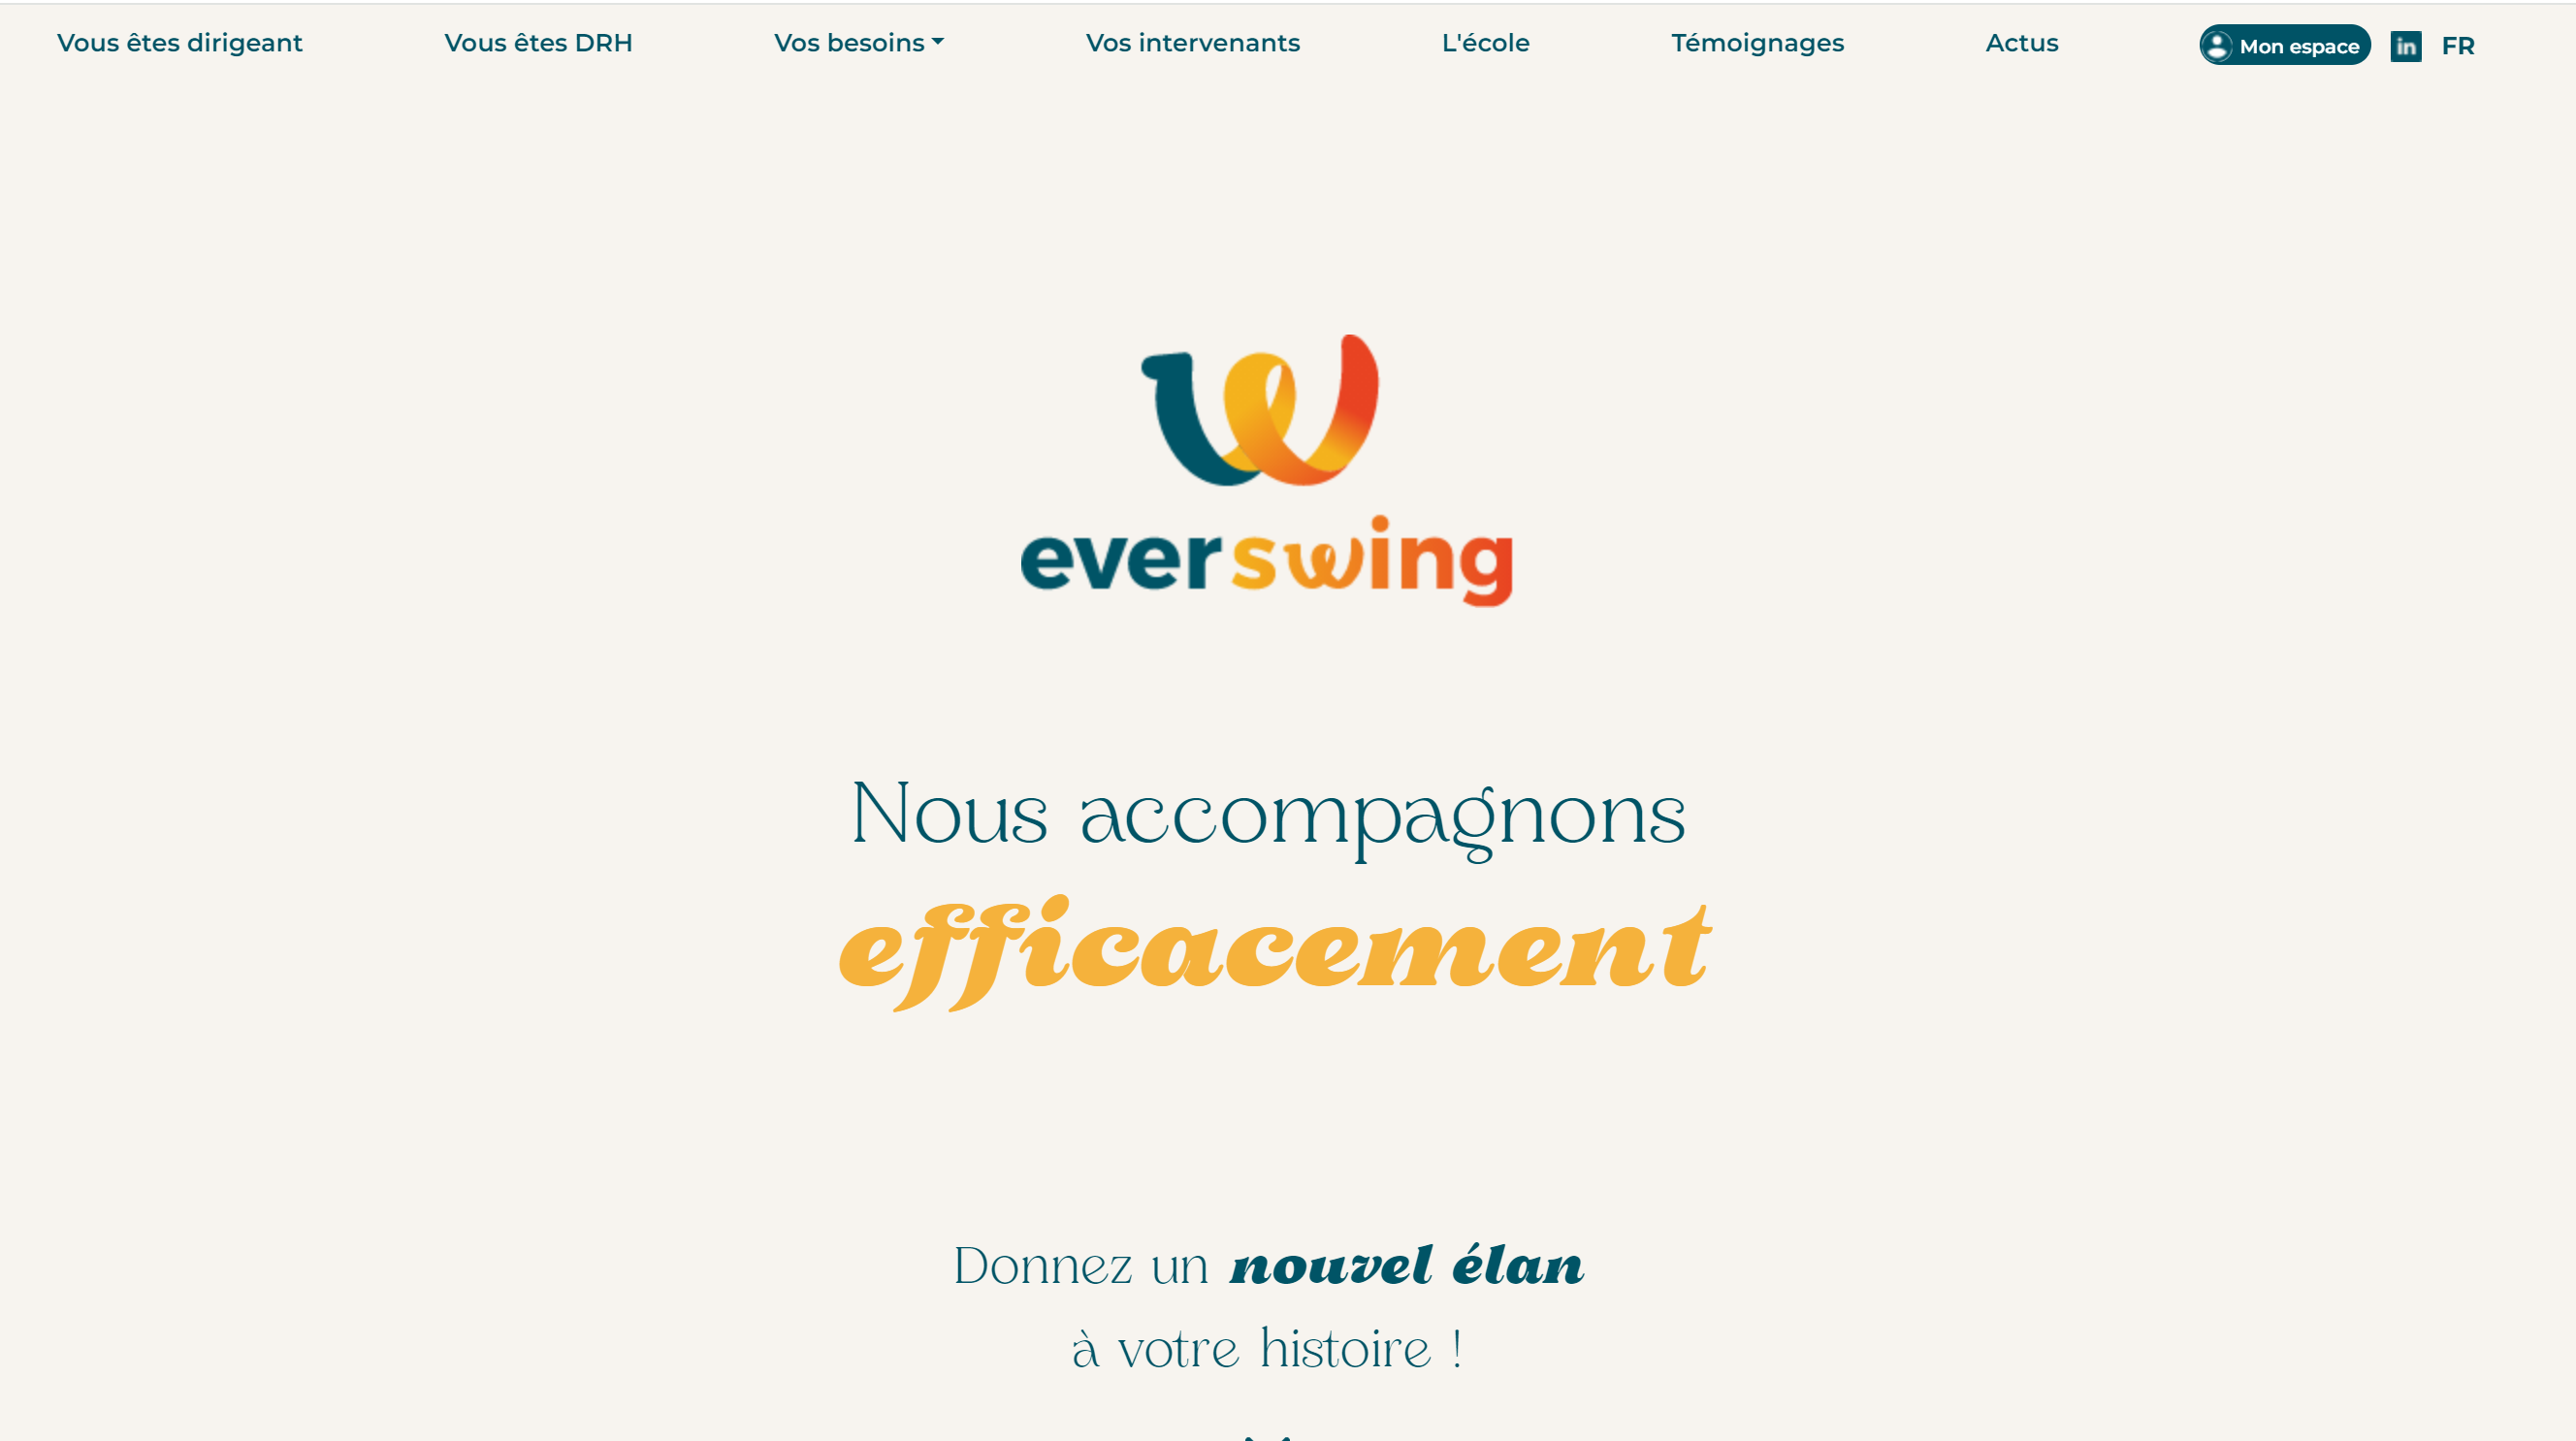 Vous êtes dirigeant
Vous êtes DRH
Vos besoins
Vos intervenants
L'école
Témoignages
Actus
Mon espace
in
FR
everswing
Nous accompagnons
efficacement
Donnez un nouvel élan
à votre histoire !